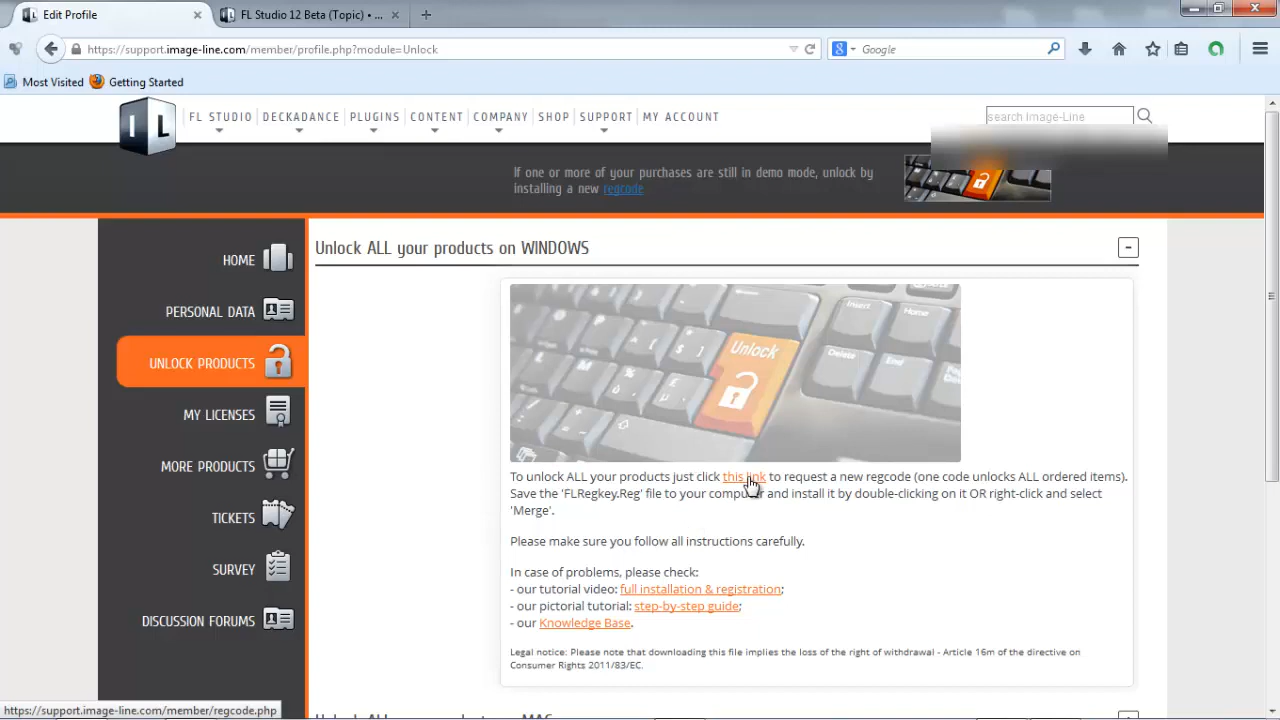 Edit Profile
FL Studio 12 Beta (Topic) • ...
https://support.image-line.com/member/profile.php?module=Unlock
Google
Most Visited
Getting Started
I L
FL STUDIO
DECKADANCE
PLUGINS
CONTENT
COMPANY
SHOP
SUPPORT
MY ACCOUNT
search Image-Line
If one or more of your purchases are still in demo mode, unlock by
installing a new regcode
HOME
PERSONAL DATA
UNLOCK PRODUCTS
MY LICENSES
MORE PRODUCTS
TICKETS
SURVEY
DISCUSSION FORUMS
Unlock ALL your products on WINDOWS
Insert
Home
Unlock
Delete
End
To unlock ALL your products just click this link to request a new regcode (one code unlocks ALL ordered items).
Save the 'FLRegkey.Reg' file to your computer and install it by double-clicking on it OR right-click and select
'Merge'.
Please make sure you follow all instructions carefully.
In case of problems, please check:
- our tutorial video: full installation & registration;
- our pictorial tutorial: step-by-step guide;
- our Knowledge Base.
Legal notice: Please note that downloading this file implies the loss of the right of withdrawal - Article 16m of the directive on
Consumer Rights 2011/83/EC.
https://support.image-line.com/member/regcode.php